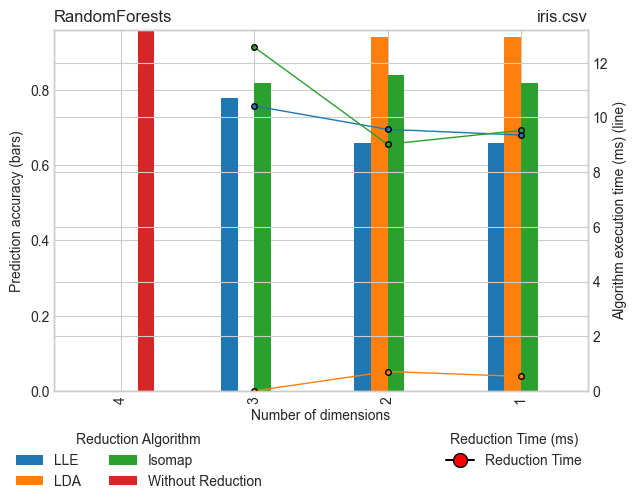 RandomForests iris.csv
Prediction accuracy (bars)
0.8
0.6
0.4
0.2
0.0
12
10
8
6
4
2
0
Algorithm execution time (ms) (line)
4 3 2 1
Number of dimensions
Reduction Algorithm
LLE Isomap
LDA Without Reduction
Reduction Time (ms)
Reduction Time